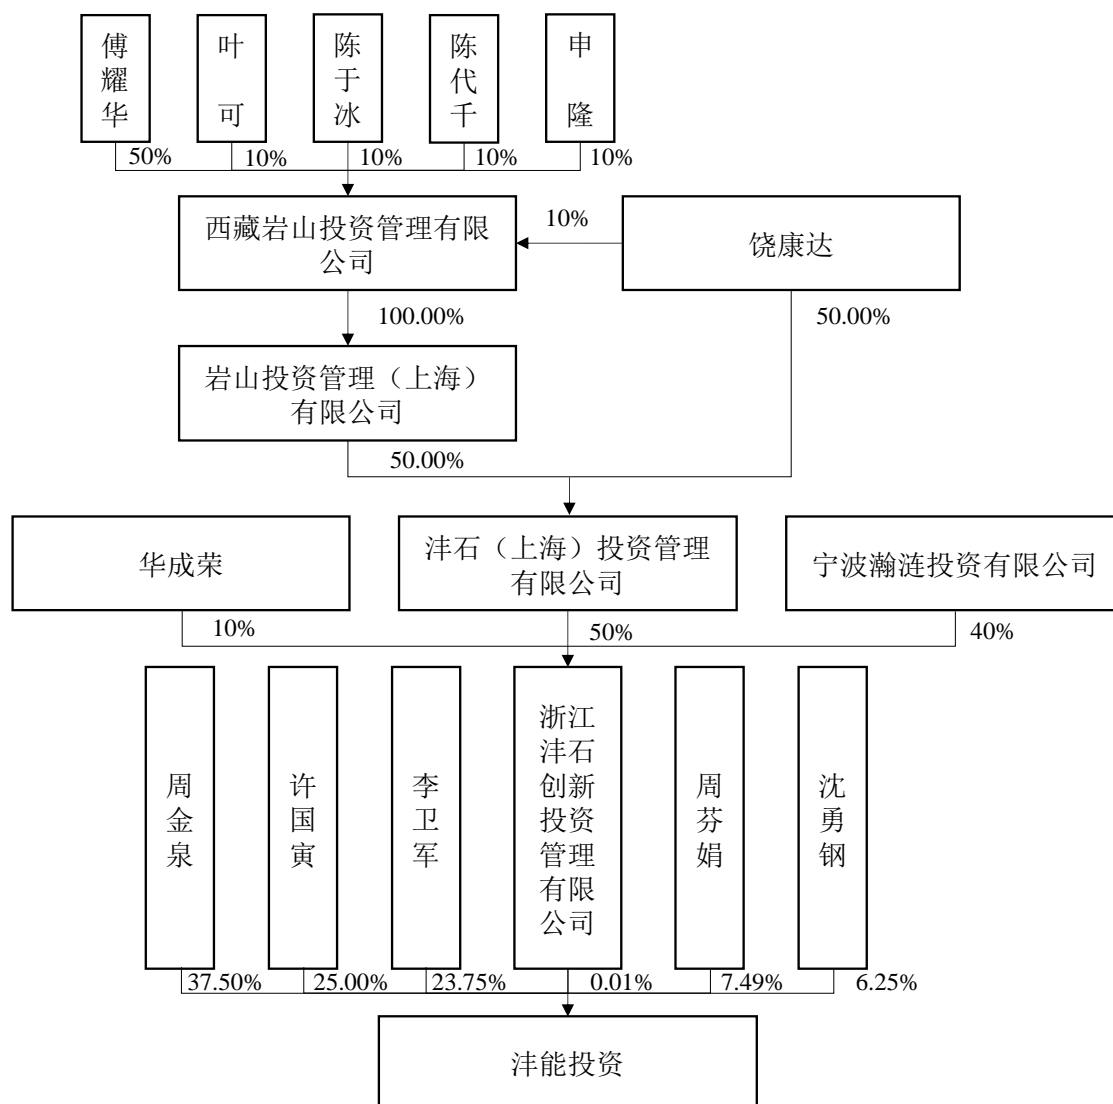 傅耀华
叶可
陈于冰
陈代千
申隆
50%
10%
10%
10%
10%
西藏岩山投资管理有限
公司
10%
饶康达
100.00%
50.00%
岩山投资管理（上海）
有限公司
50.00%
华成荣
沣石（上海）投资管理
有限公司
宁波瀚涟投资有限公司
10%
50%
40%
周金泉
许国寅
李卫军
浙江
沣石
创新
投资
管理
有限
公司
周芬娟
沈勇钢
37.50%
25.00%
23.75%
0.01%
7.49%
6.25%
沣能投资